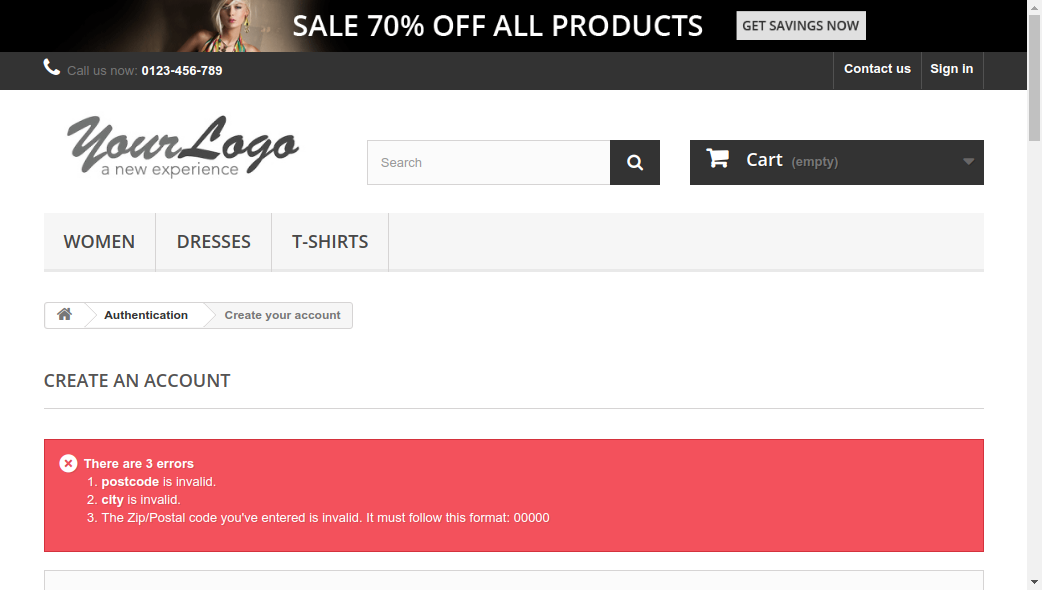 SALE 70% OFF ALL PRODUCTS GET SAVINGS NOW
Call us now: 0123-456-789 Contact us Sign in
YourLogo
a new experience
Search
Cart (empty)
WOMEN DRESSES T-SHIRTS
Authentication Create your account
CREATE AN ACCOUNT
There are 3 errors
1. postcode is invalid.
2. city is invalid.
3. The Zip/Postal code you've entered is invalid. It must follow this format: 00000